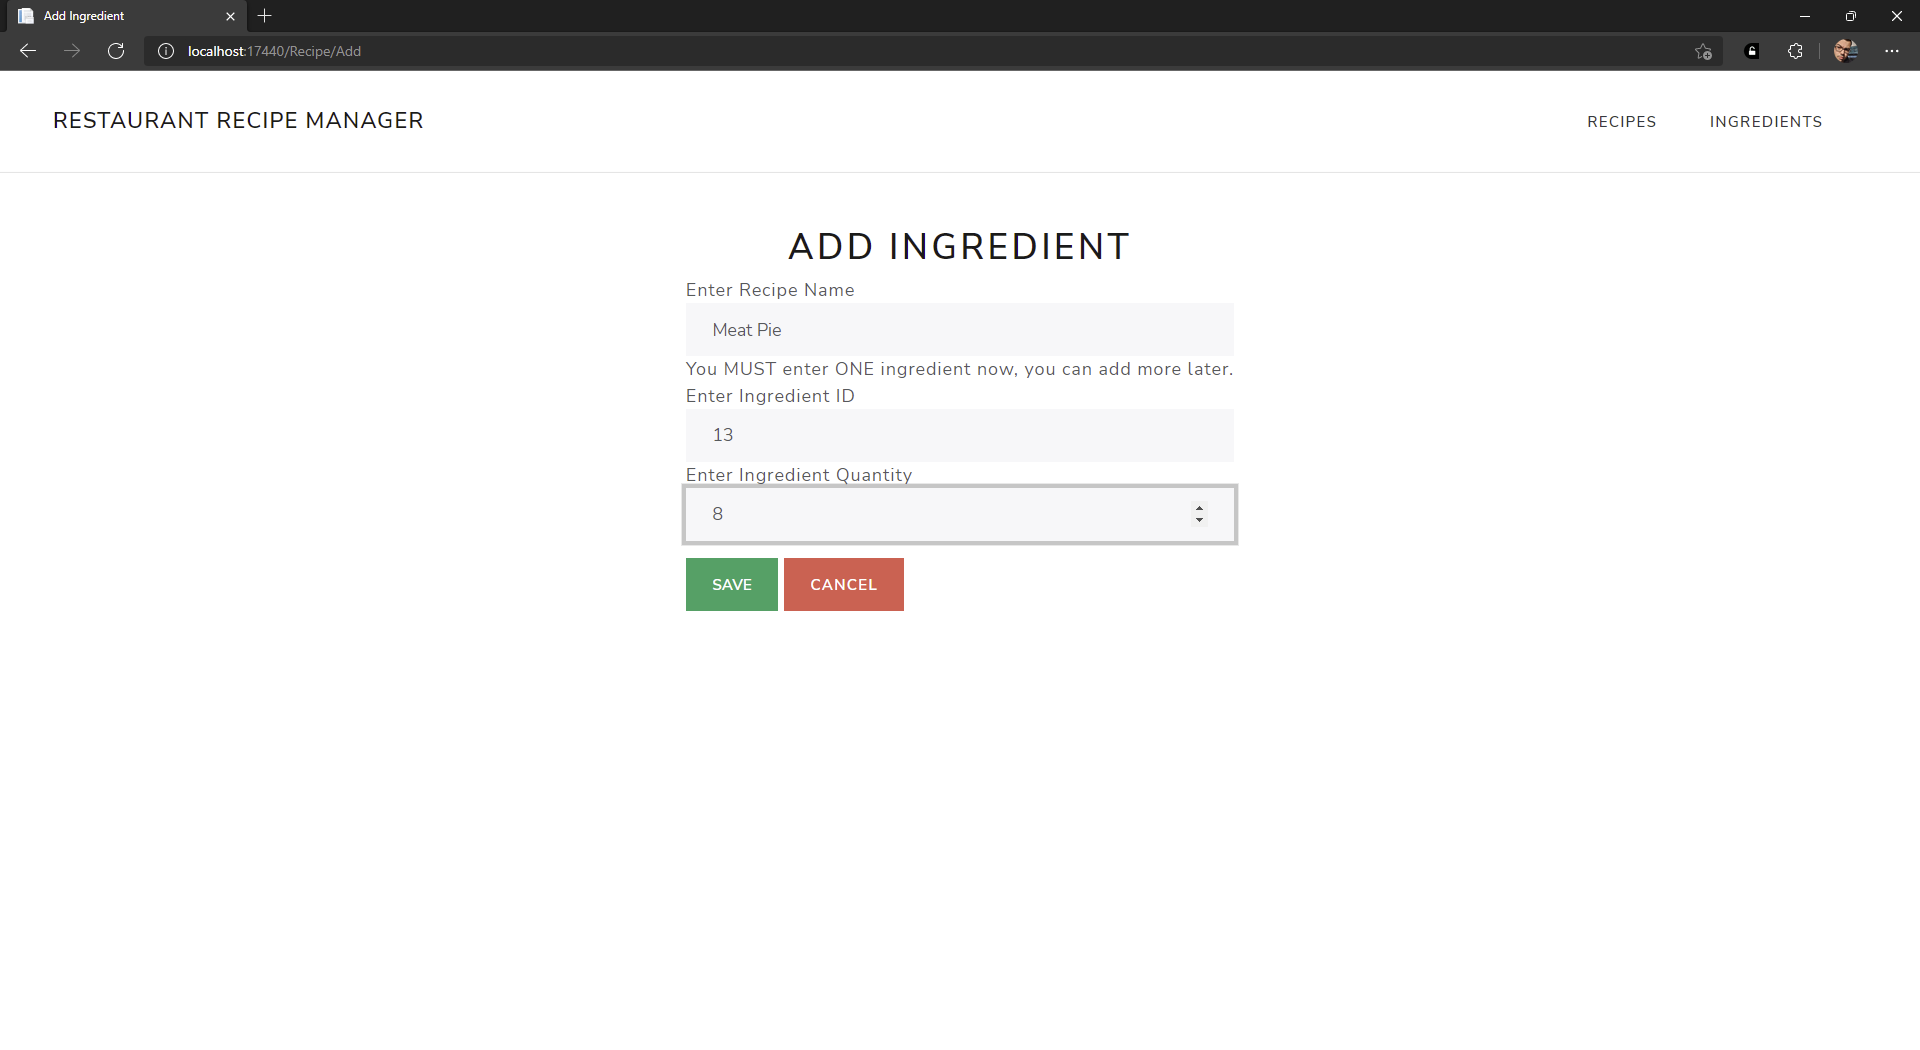 Add Ingredient
localhost:17440/Recipe/Add
RESTAURANT RECIPE MANAGER
RECIPES INGREDIENTS
ADD INGREDIENT
Enter Recipe Name
Meat Pie
You MUST enter ONE ingredient now, you can add more later.
Enter Ingredient ID
13
Enter Ingredient Quantity
8
SAVE CANCEL